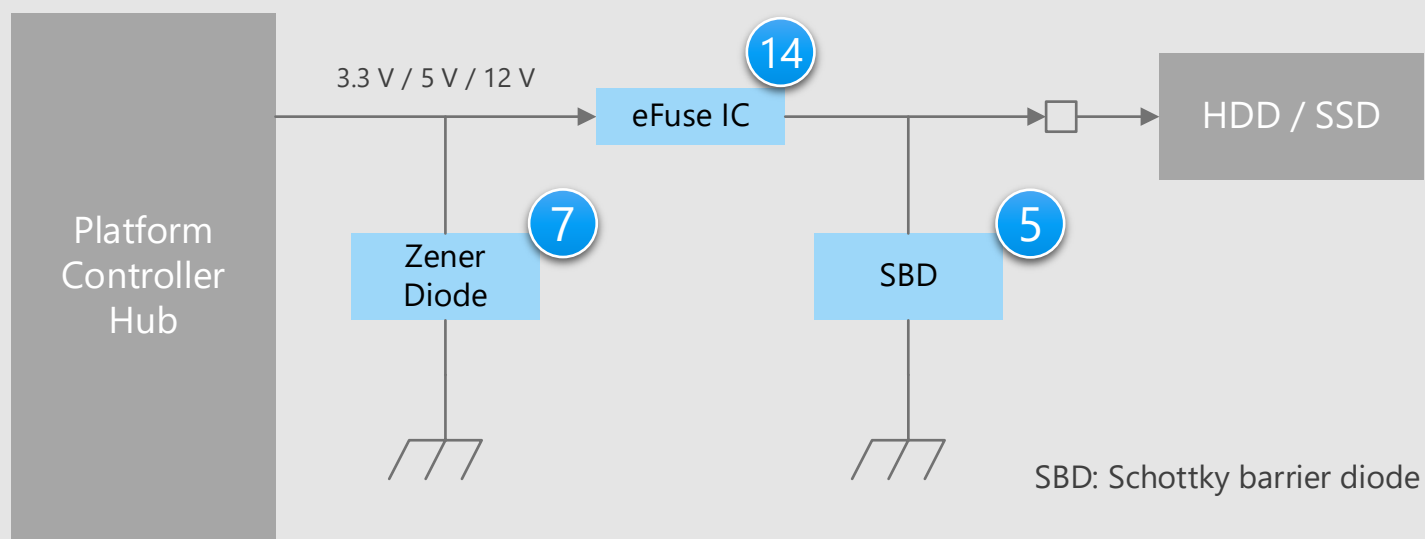 14
3.3 V / 5 V / 12 V
eFuse IC
HDD / SSD
Platform
Controller
Hub
7
Zener
Diode
5
SBD
SBD: Schottky barrier diode